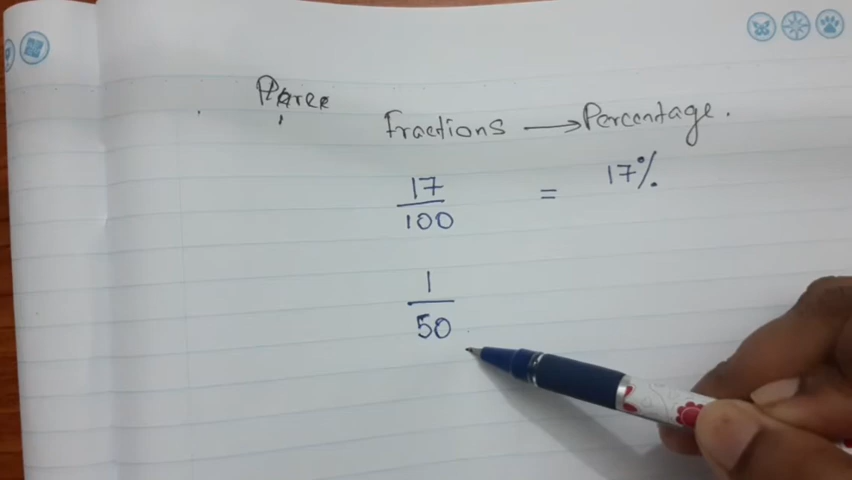 Fractions → Percentage.
17/100 = 17%
1/50